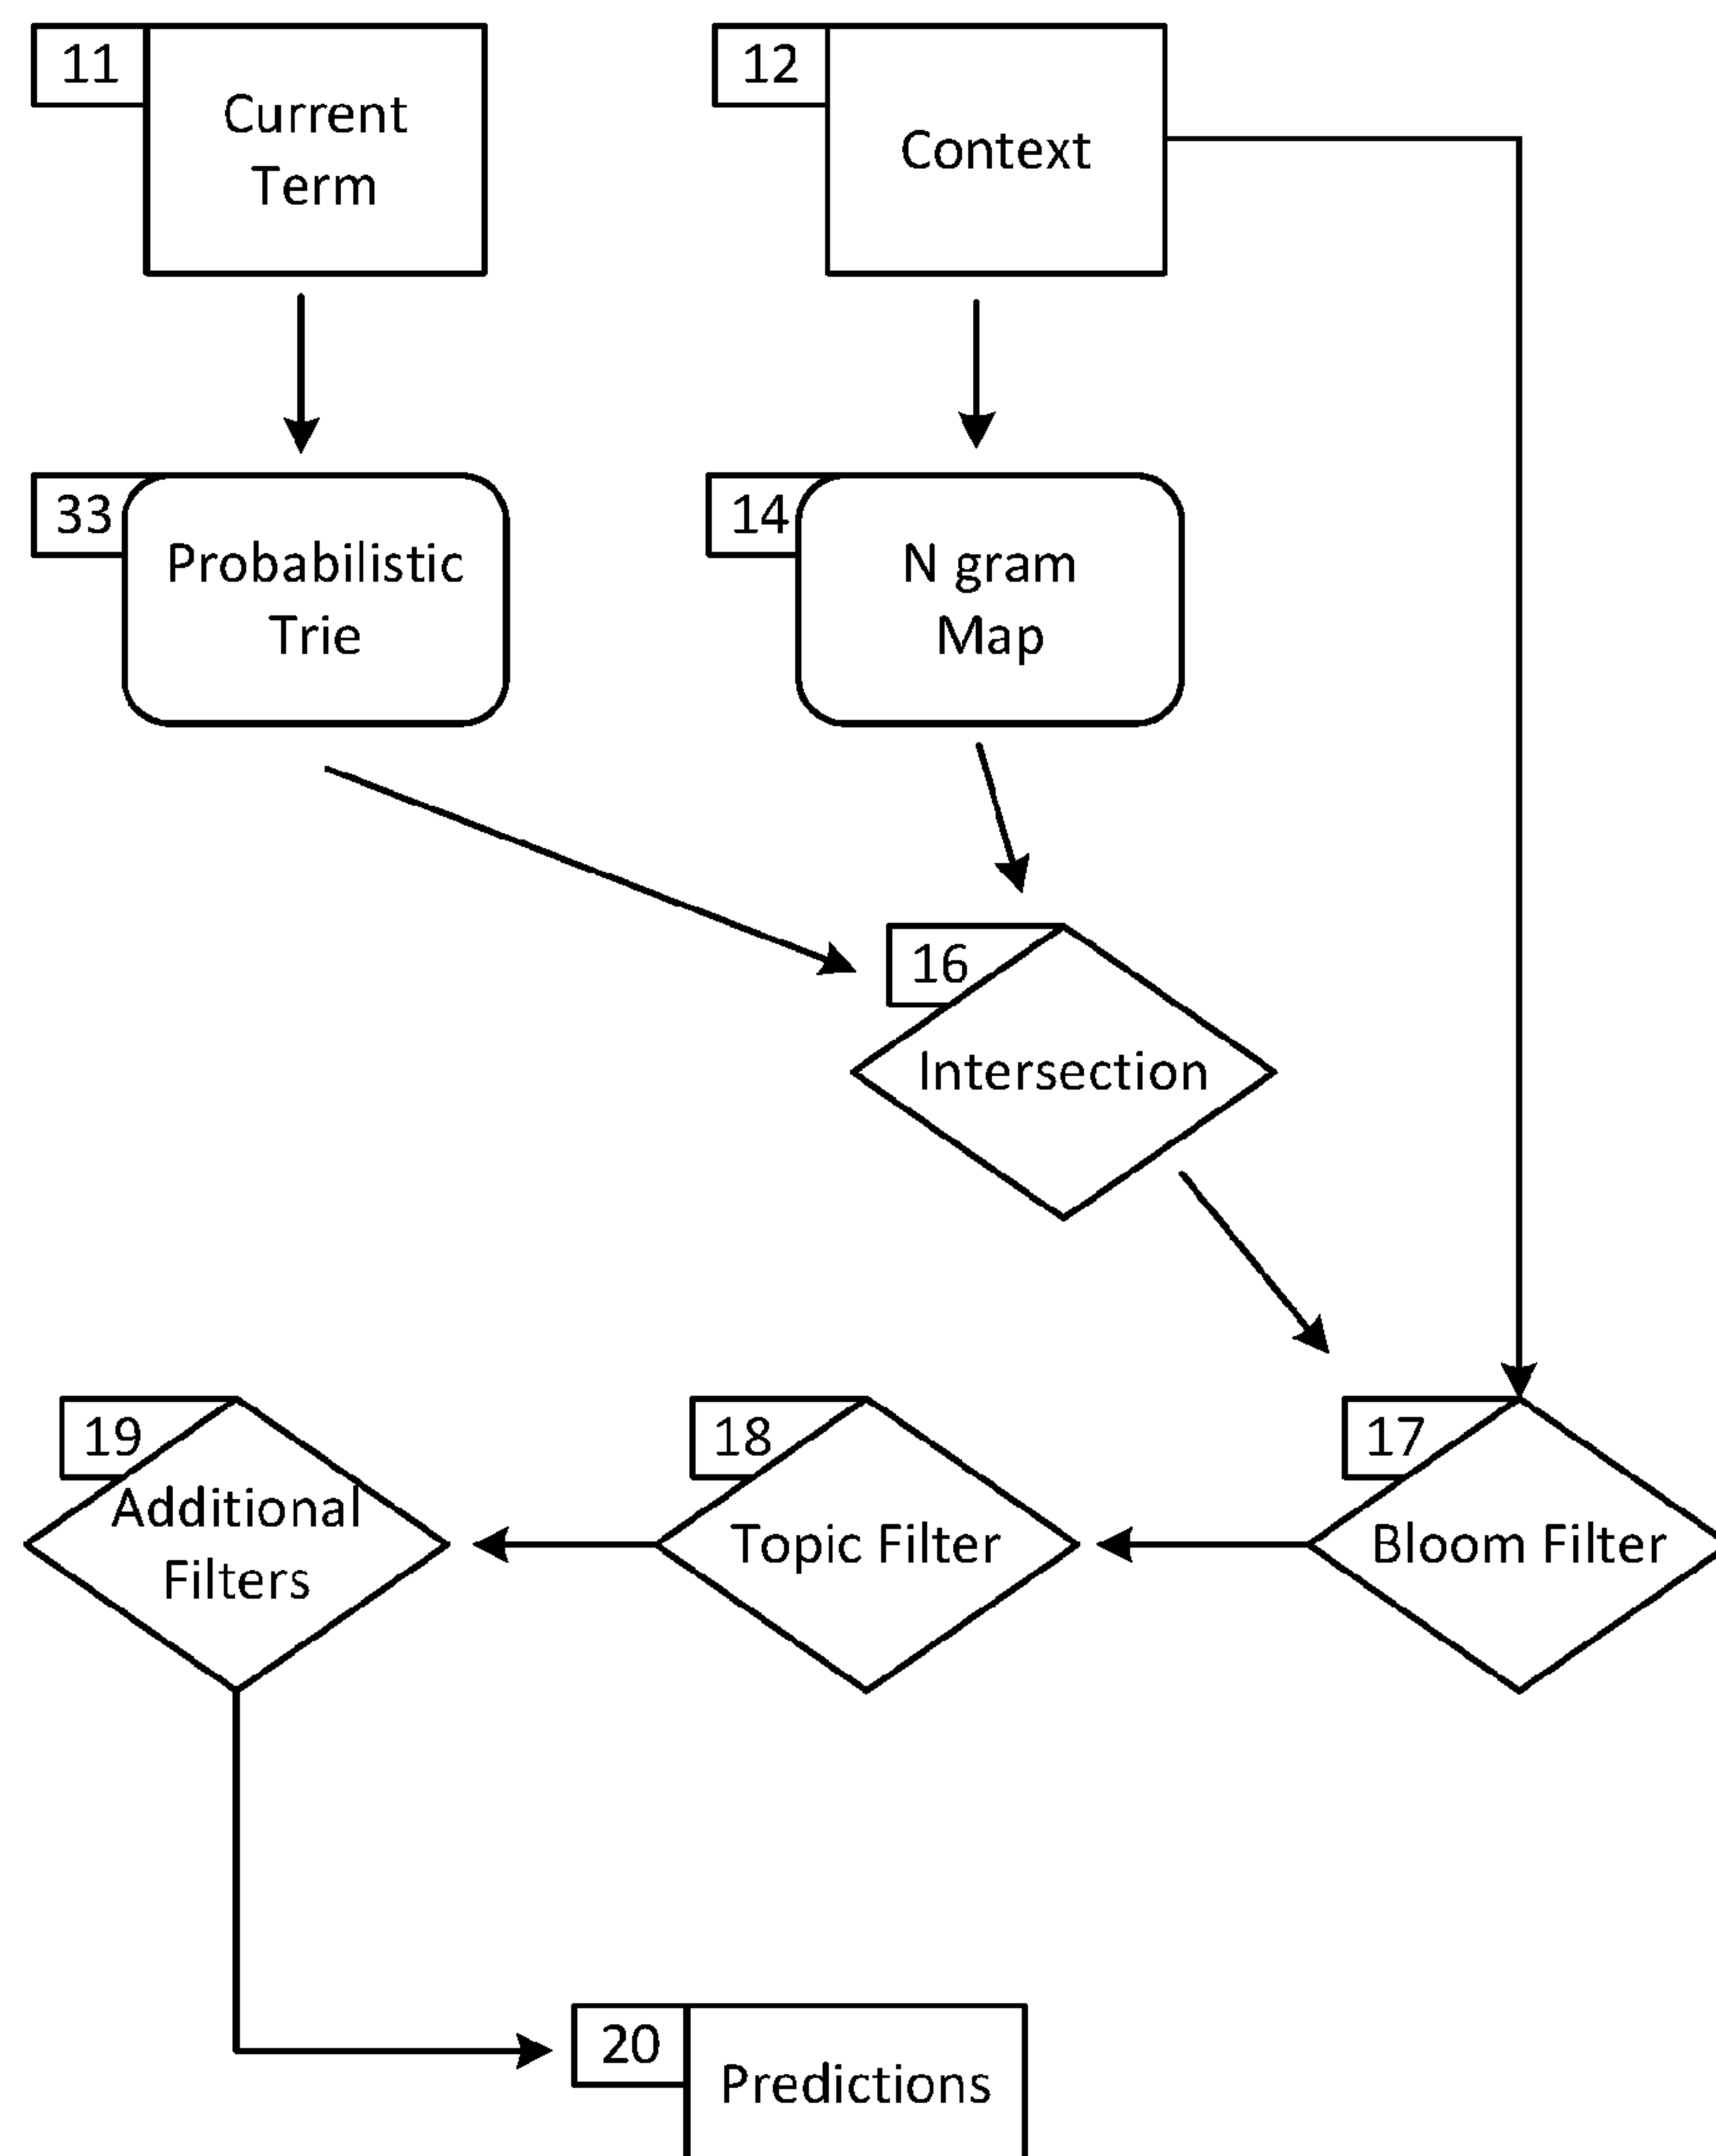 11
Current
Term
12
Context
33
Probabilistic
Trie
14
N gram
Map
16
Intersection
19
Additional
Filters
18
Topic Filter
17
Bloom Filter
20
Predictions